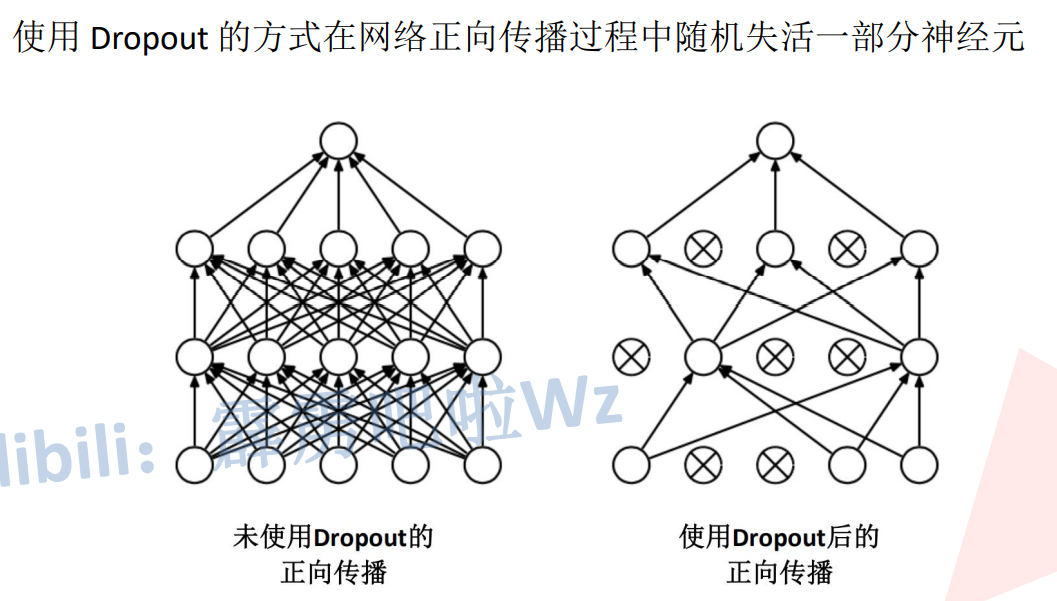 使用 Dropout 的方式在网络正向传播过程中随机失活一部分神经元
libili：霹雳吧啦Wz
未使用Dropout的
正向传播
使用Dropout后的
正向传播